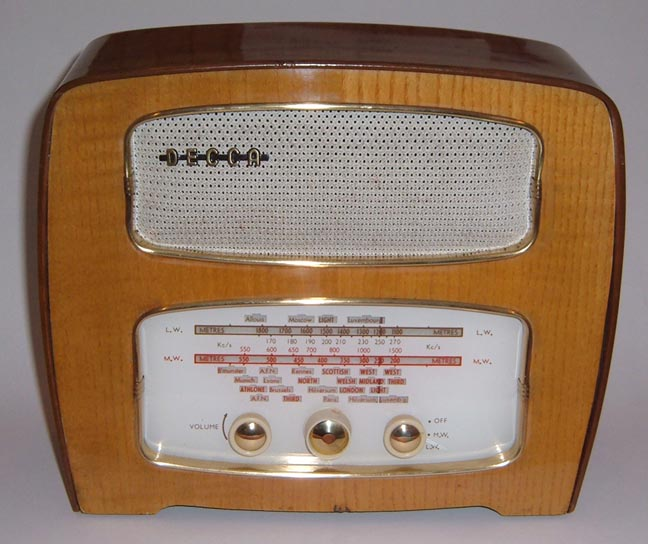 DECCA
Allouis Moscow LIGHT Luxembourg
L.W. METRES 1800 1700 1600 1500 1400 1300 1200 1100 METRES L.W.
Kc/s 170 180 190 200 210 230 250 270 Kc/s
550 600 650 700 800 1000 1500
M.W. METRES 550 500 450 400 350 300 250 200 METRES M.W.
A.F.N. Rennes SCOTTISH WEST WEST
Munich NORTH WELSH MIDLAND THIRD
ATHLONE Brussels Hilversum LONDON LIGHT
A.F.N. THIRD Paris Hilversum
VOLUME
OFF
M.W.
L.W.